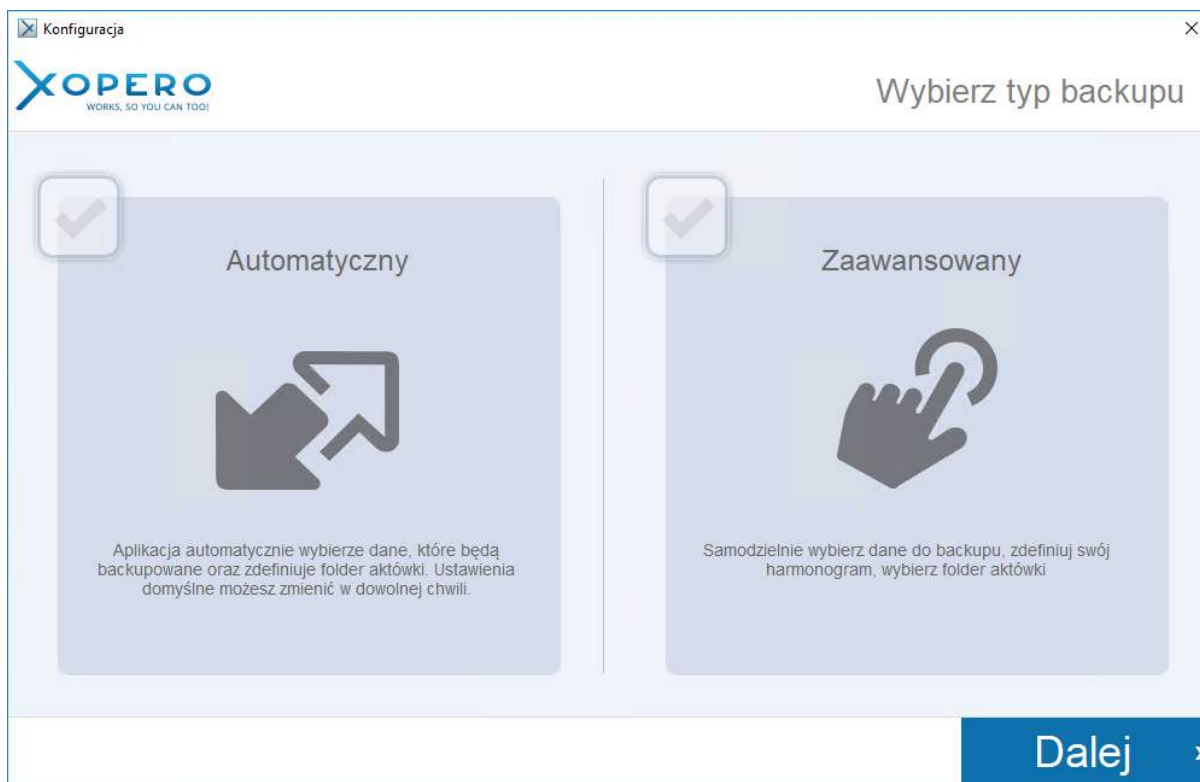 Konfiguracja
XOPERO
WORKS, SO YOU CAN TOO!
Wybierz typ backupu
Automatyczny
Aplikacja automatycznie wybierze dane, które będą
backupowane oraz zdefiniuje folder aktówki. Ustawienia
domyślne możesz zmienić w dowolnej chwili.
Zaawansowany
Samodzielnie wybierz dane do backupu, zdefiniuj swój
harmonogram, wybierz folder aktówki
Dalej